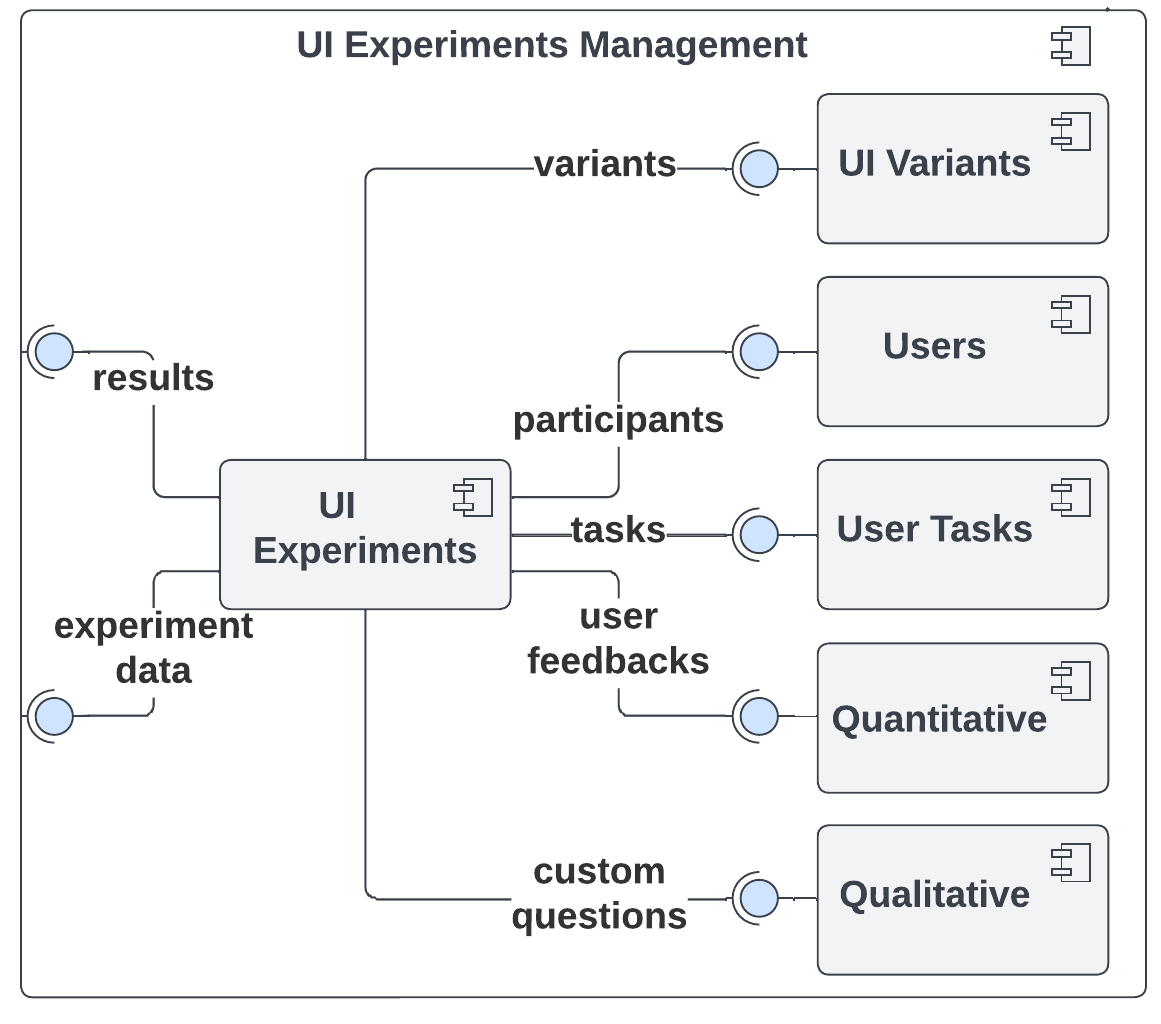 UI Experiments Management
variants
UI Variants
Users
results
participants
UI
Experiments
tasks
User Tasks
experiment
data
user
feedbacks
Quantitative
custom
questions
Qualitative